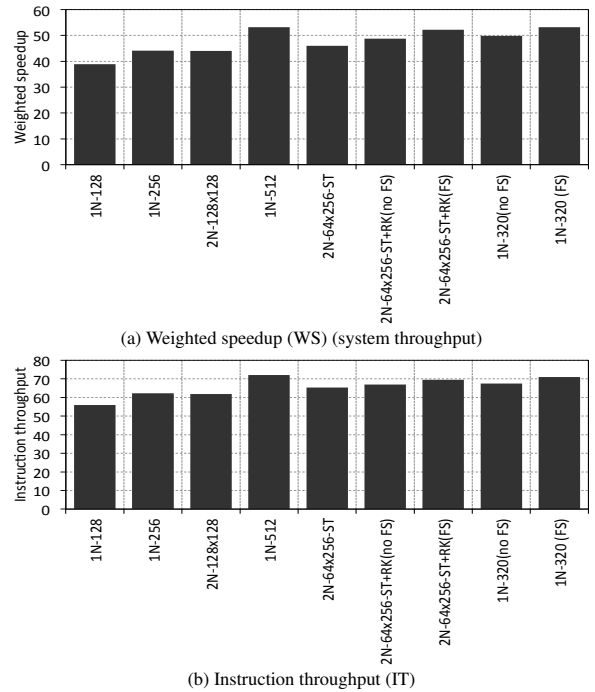 Weighted speedup
60
50
40
30
20
10
0
1N-128
1N-256
2N-128x128
1N-512
2N-64x256-ST
2N-64x256-ST+RK(no FS)
2N-64x256-ST+RK(FS)
1N-320(no FS)
1N-320 (FS)
(a) Weighted speedup (WS) (system throughput)
Instruction throughput
80
70
60
50
40
30
20
10
0
1N-128
1N-256
2N-128x128
1N-512
2N-64x256-ST
2N-64x256-ST+RK(no FS)
2N-64x256-ST+RK(FS)
1N-320(no FS)
1N-320 (FS)
(b) Instruction throughput (IT)